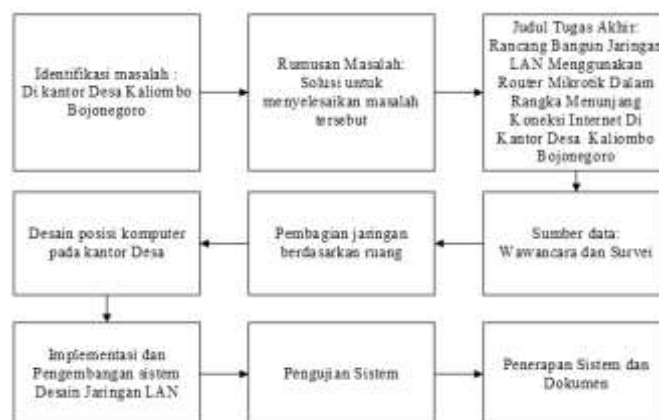 Identifikasi masalah :
Di kantor Desa Kaliombo
Bojonegoro
Rumusan Masalah:
Solusi untuk
menyelesaikan masalah
tersebut
Judul Tugas Akhir:
Rancang Bangun Jaringan
LAN Menggunakan
Router Mikrotik Dalam
Rangka Menunjang
Koneksi Internet Di
Kantor Desa Kaliombo
Bojonegoro
Desain posisi komputer
pada kantor Desa
Pembagian jaringan
berdasarkan ruang
Sumber data:
Wawancara dan Survei
Implementasi dan
Pengembangan sistem
Desain Jaringan LAN
Pengujian Sistem
Penerapan Sistem dan
Dokumen